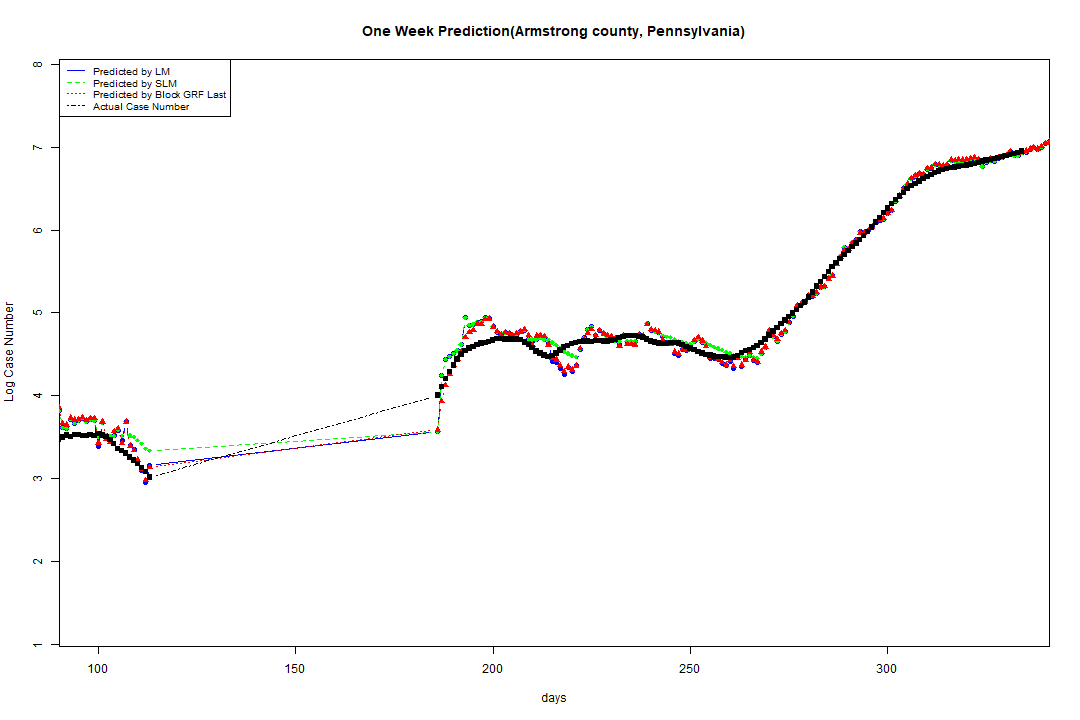 One Week Prediction(Armstrong county, Pennsylvania)
Predicted by LM
Predicted by SLM
Predicted by Block GRF Last
Actual Case Number
8
7
6
5
4
3
2
1
Log Case Number
100 150 200 250 300
days